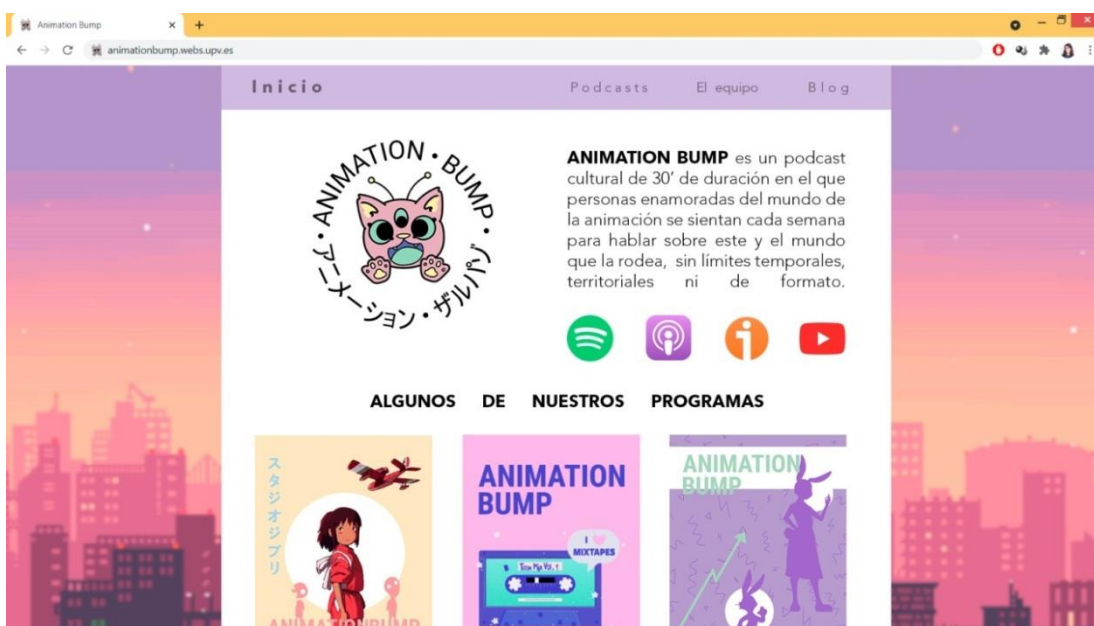 Animation Bump
animationbump.webs.upv.es
Inicio
Podcasts
El equipo
Blog
ANIMATION · BUMP ·
アニメーション・ザルバンプ
ANIMATION BUMP es un podcast
cultural de 30’ de duración en el que
personas enamoradas del mundo de
la animación se sientan cada semana
para hablar sobre este y el mundo
que la rodea, sin límites temporales,
territoriales ni de formato.
ALGUNOS DE NUESTROS PROGRAMAS
スタジオジブリ
ANIMATIONBUMP
ANIMATION
BUMP
I
MIXTAPES
ANIMATION
BUMP